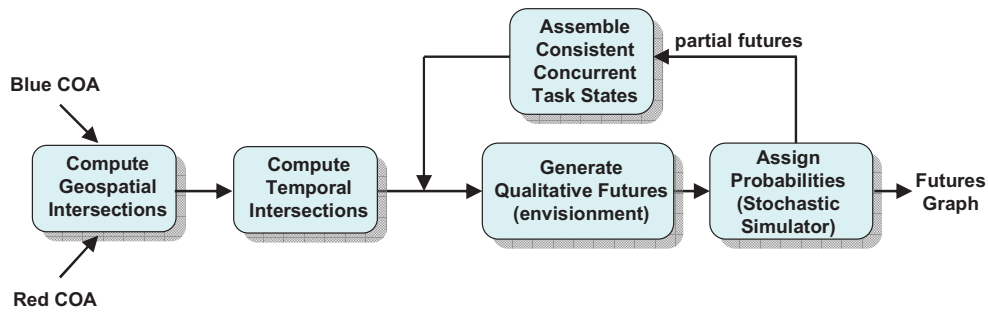 Assemble
Consistent
Concurrent
Task States
partial futures
Blue COA
Compute
Geospatial
Intersections
Compute
Temporal
Intersections
Generate
Qualitative Futures
(envisionment)
Assign
Probabilities
(Stochastic
Simulator)
Futures
Graph
Red COA